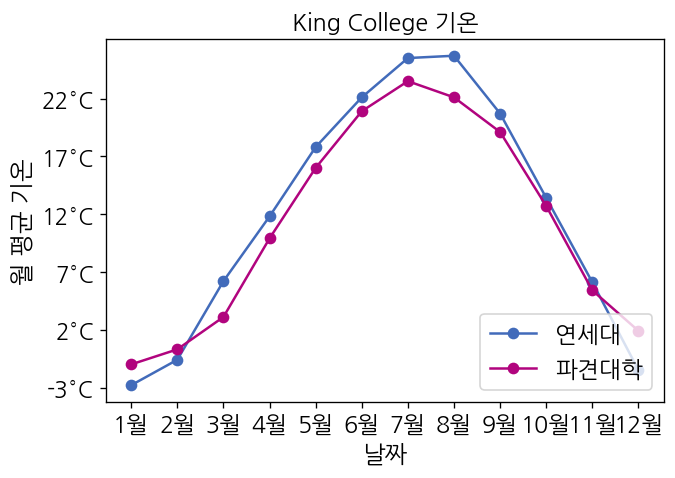 King College 기온
월 평균 기온
22°C
17°C
12°C
7°C
2°C
-3°C
연세대
파견대학
1월 2월 3월 4월 5월 6월 7월 8월 9월 10월 11월 12월
날짜